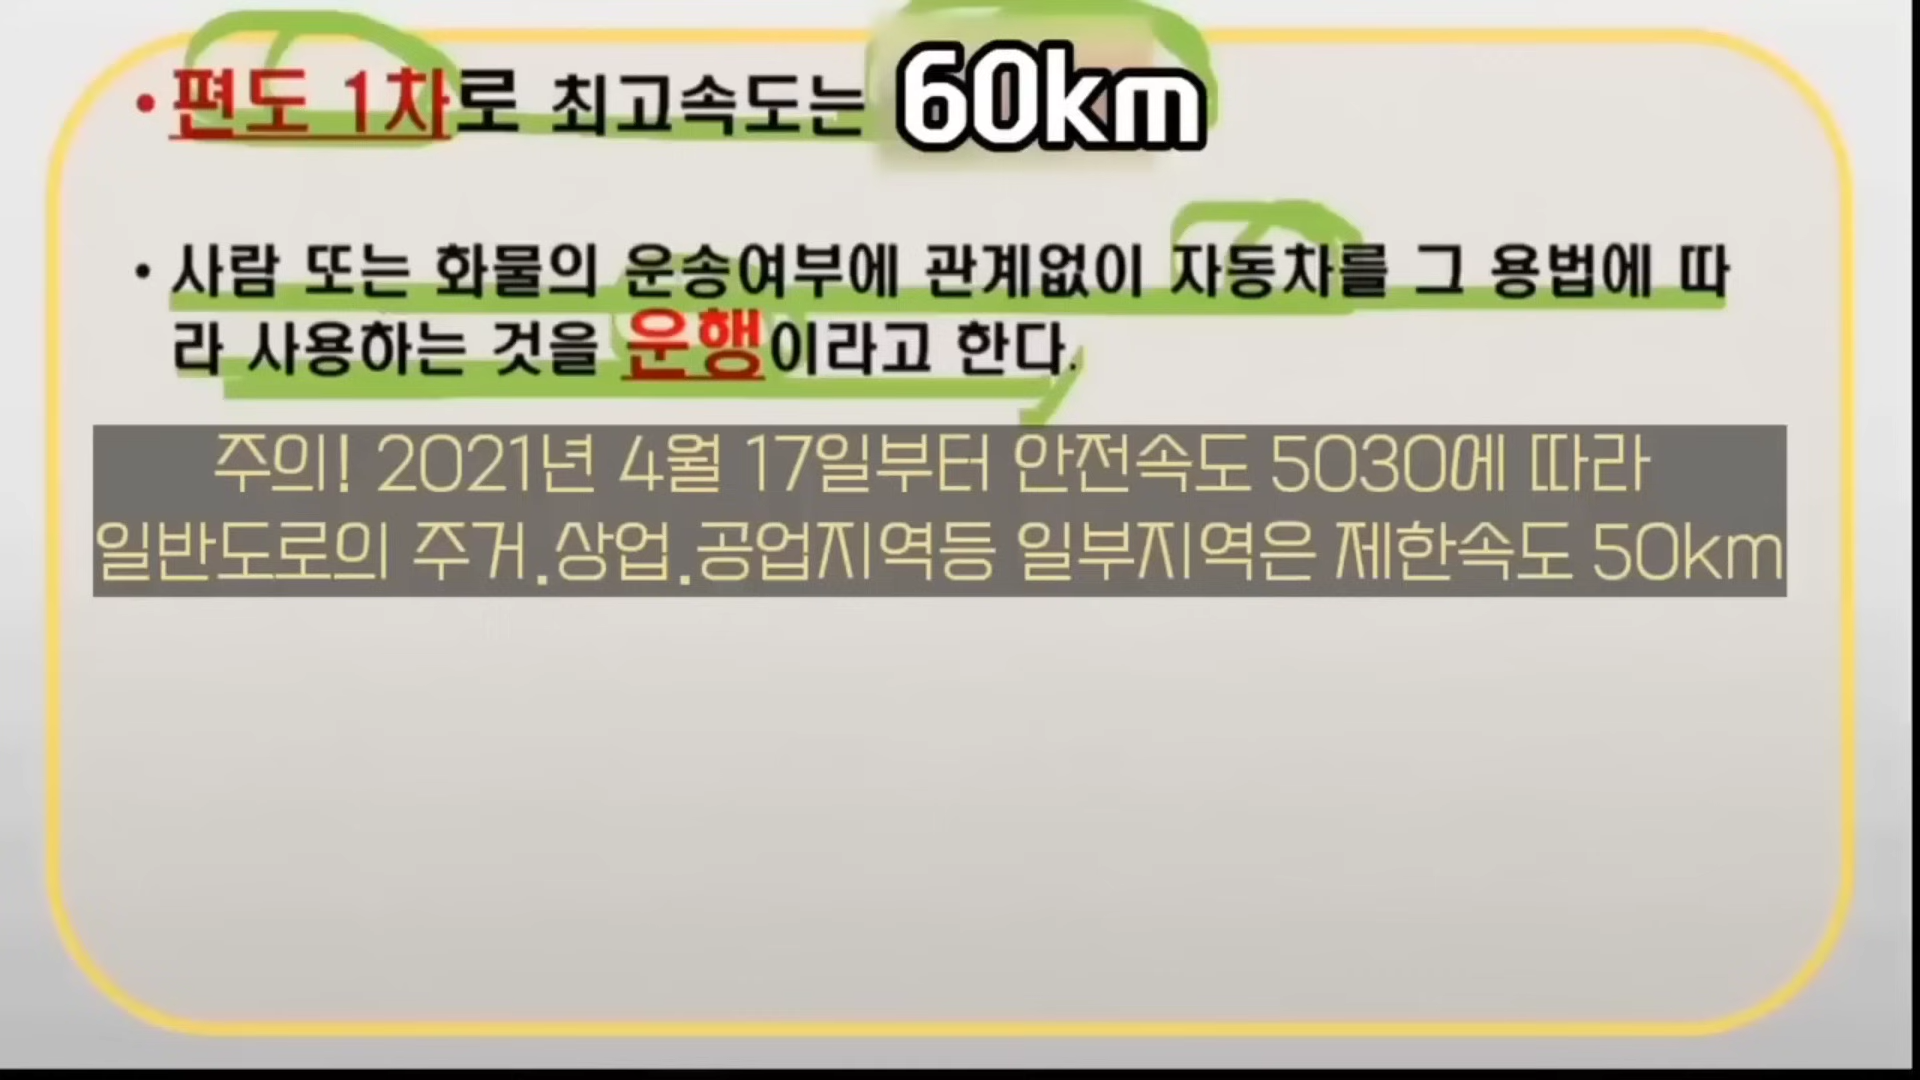 • 편도 1차로 최고속도는 60km
• 사람 또는 화물의 운송여부에 관계없이 자동차를 그 용법에 따
라 사용하는 것을 운행이라고 한다.
주의! 2021년 4월 17일부터 안전속도 5030에 따라
일반도로의 주거.상업.공업지역등 일부지역은 제한속도 50km